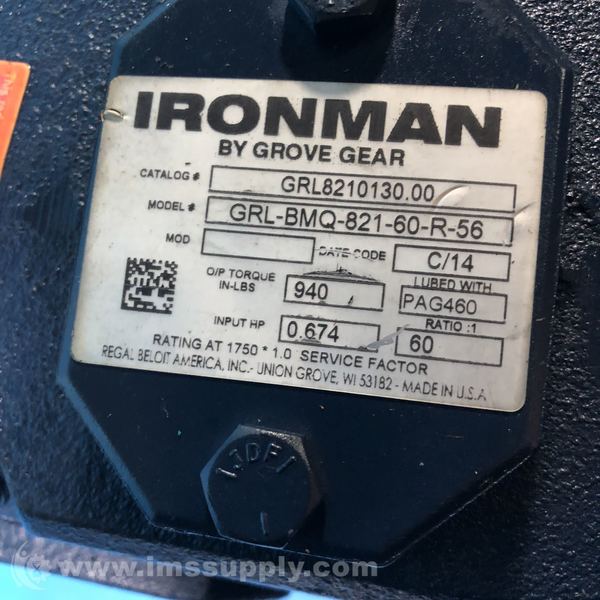 IRONMAN
BY GROVE GEAR
CATALOG # GRL8210130.00
MODEL # GRL-BMQ-821-60-R-56
MOD DATE CODE C/14
O/P TORQUE IN-LBS 940 LUBED WITH PAG460
INPUT HP 0.674 RATIO :1 60
RATING AT 1750 * 1.0 SERVICE FACTOR
REGAL BELOIT AMERICA, INC.- UNION GROVE, WI 53182 - MADE IN U.S.A
JDF
www.imssupply.com